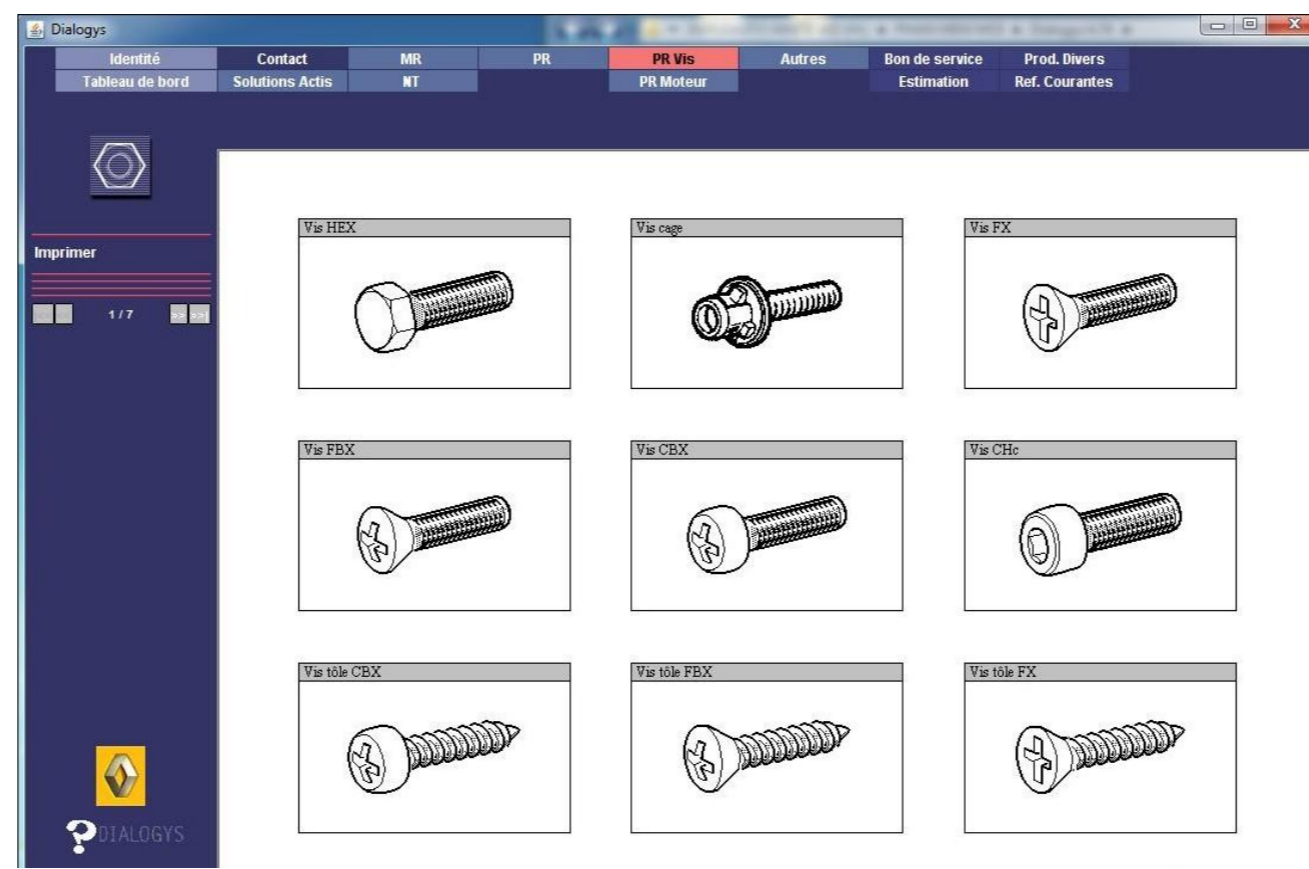 Dialogys
Identité Contact MR PR PR Vis Autres Bon de service Prod. Divers
Tableau de bord Solutions Actis NT PR Moteur Estimation Ref. Courantes
Imprimer
1 / 7 >> >>|
Vis HEX Vis cage Vis FX
Vis FBX Vis CBX Vis CHc
Vis tôle CBX Vis tôle FBX Vis tôle FX
?DIALOGYS